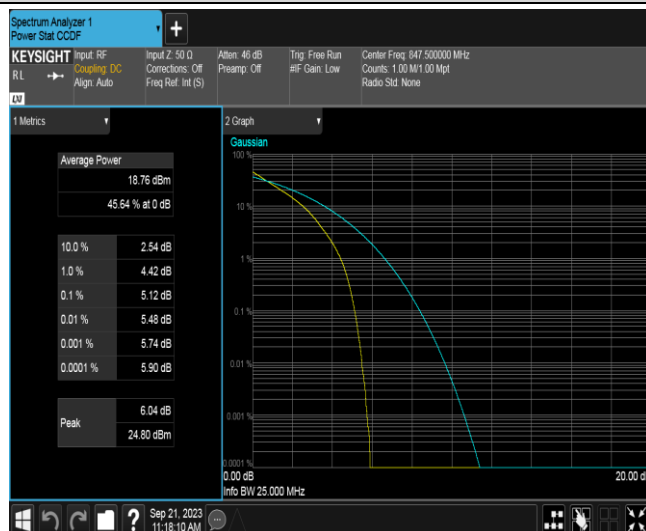 Spectrum Analyzer 1
Power Stat CCDF
KEYSIGHT
RL
LXI
Input: RF
Coupling: DC
Align: Auto
Input Z: 50 Ω
Corrections: Off
Freq Ref: Int (S)
Atten: 46 dB
Preamp: Off
Trig: Free Run
#IF Gain: Low
Center Freq: 847.500000 MHz
Counts: 1.00 M/1.00 Mpt
Radio Std: None
1 Metrics
Average Power
18.76 dBm
45.64 % at 0 dB
10.0 % 2.54 dB
1.0 % 4.42 dB
0.1 % 5.12 dB
0.01 % 5.48 dB
0.001 % 5.74 dB
0.0001 % 5.90 dB
Peak
6.04 dB
24.80 dBm
2 Graph
Gaussian
100 %
10 %
1 %
0.1 %
0.01 %
0.001 %
0.0001 %
0.00 dB
20.00 d
Info BW 25.000 MHz
?
Sep 21, 2023
11:18:10 AM